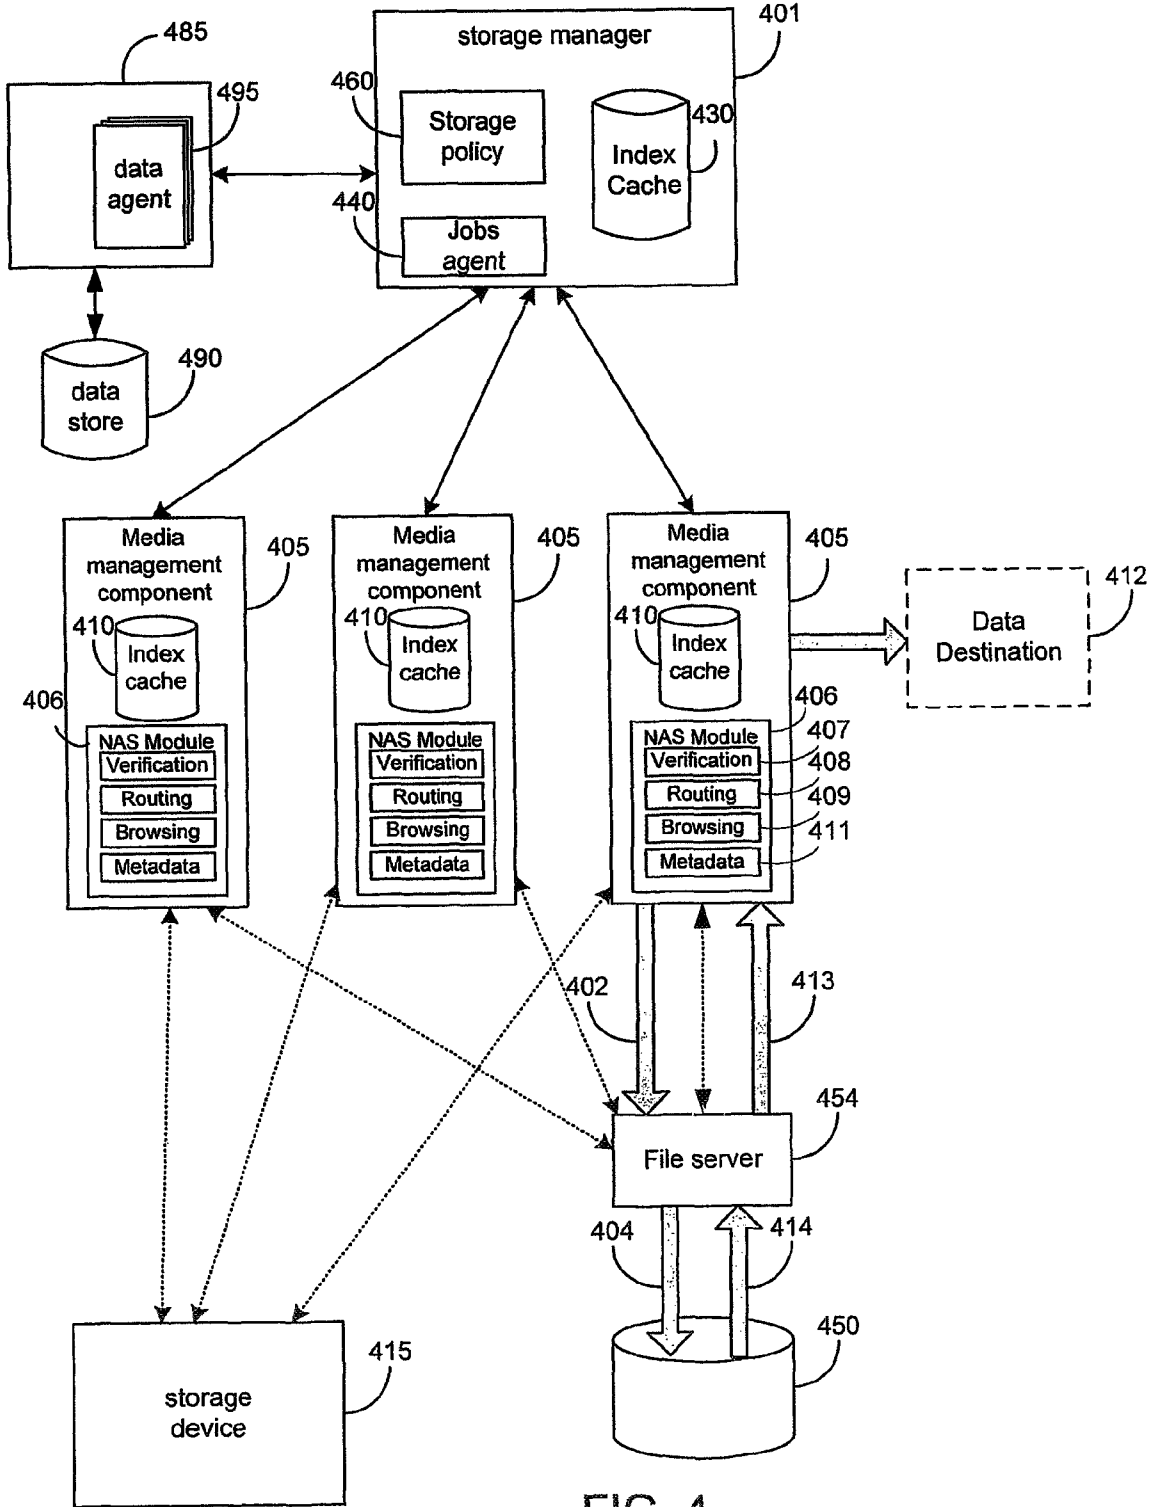 485
495
data
agent
490
data
store
401
storage manager
460
Storage
policy
430
Index
Cache
440
Jobs
agent
Media
management
component
405
410
Index
cache
406
NAS Module
Verification
Routing
Browsing
Metadata
Media
management
component
405
410
Index
cache
NAS Module
Verification
Routing
Browsing
Metadata
Media
management
component
405
410
Index
cache
406
NAS Module
407
Verification
408
Routing
409
Browsing
411
Metadata
412
Data
Destination
402
413
454
File server
404
414
450
415
storage
device
FIG. 4